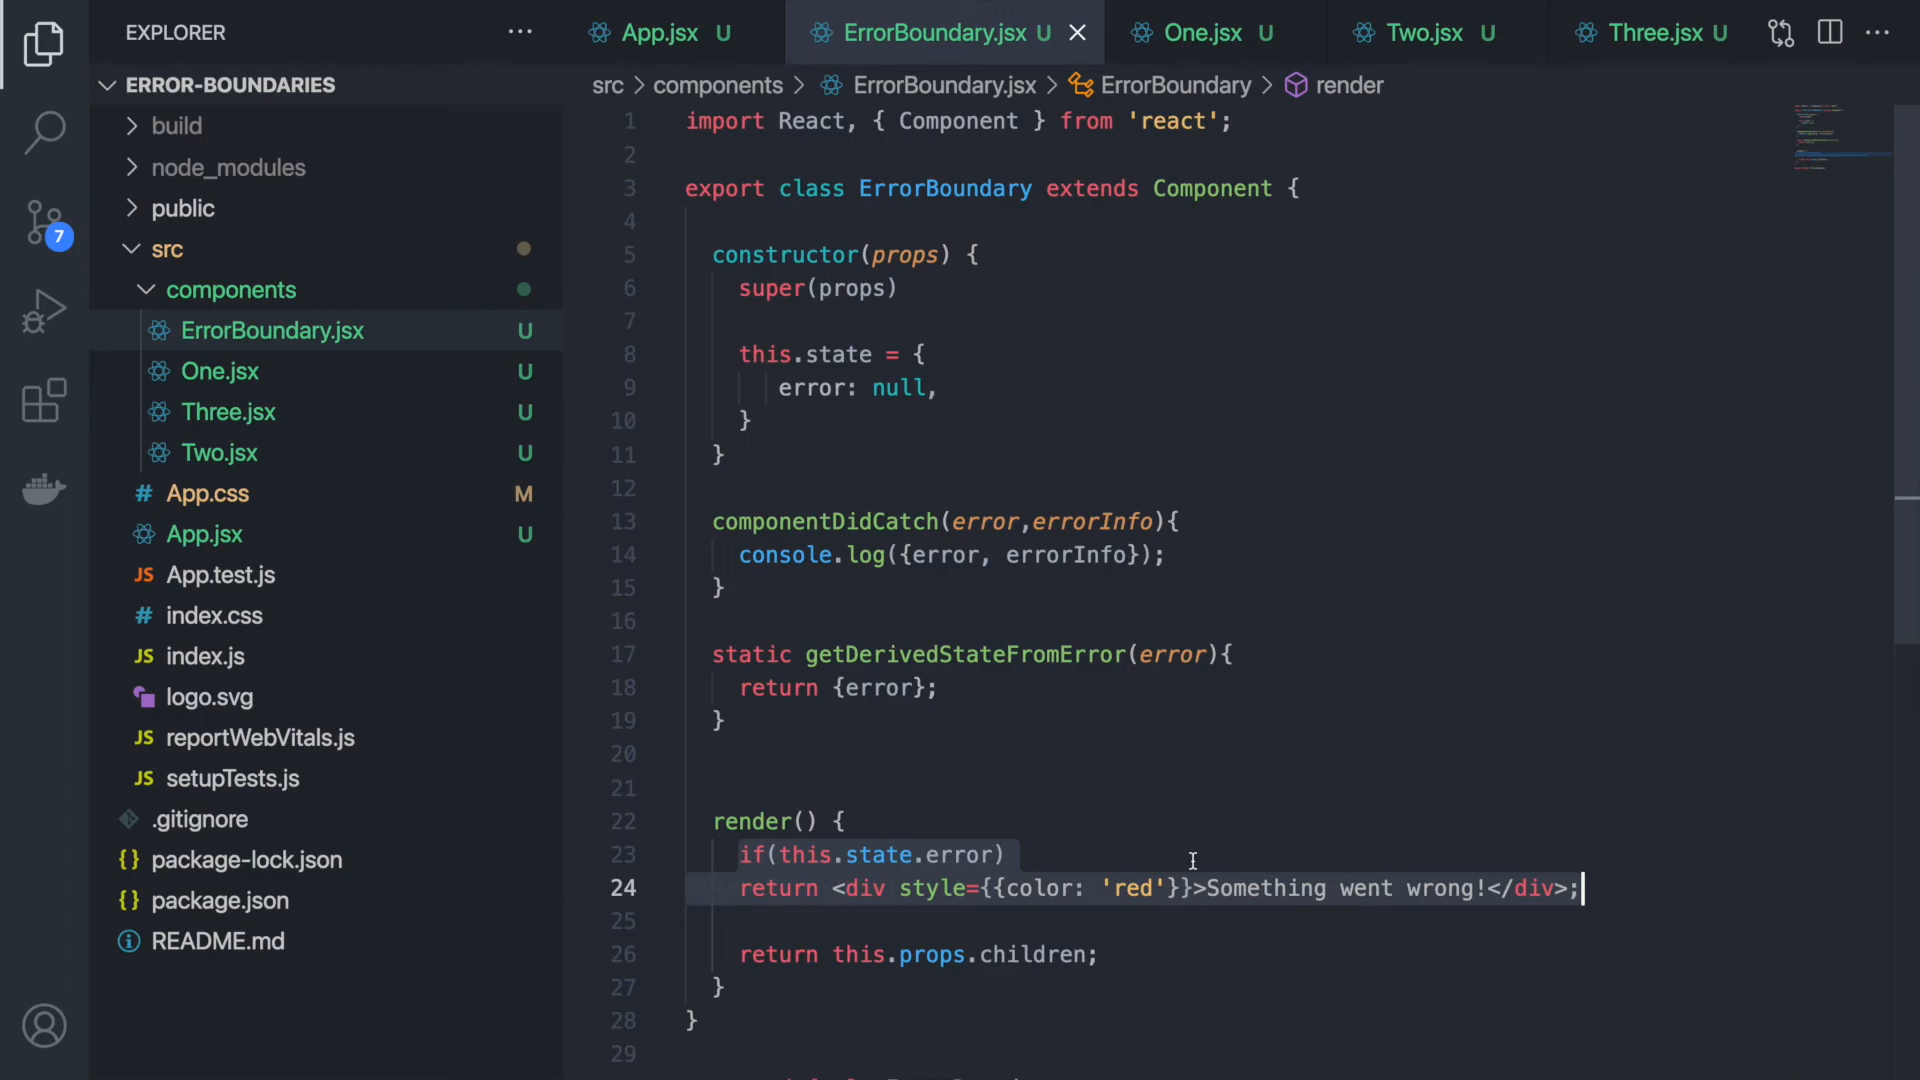 EXPLORER
ERROR-BOUNDARIES
build
node_modules
public
src
components
ErrorBoundary.jsx U
One.jsx U
Three.jsx U
Two.jsx U
# App.css M
App.jsx U
JS App.test.js
# index.css
JS index.js
logo.svg
JS reportWebVitals.js
JS setupTests.js
.gitignore
{} package-lock.json
{} package.json
README.md
7
App.jsx U
ErrorBoundary.jsx U
One.jsx U
Two.jsx U
Three.jsx U
src > components > ErrorBoundary.jsx > ErrorBoundary > render
1 import React, { Component } from 'react';
2
3 export class ErrorBoundary extends Component {
4
5 constructor(props) {
6 super(props)
7
8 this.state = {
9 error: null,
10 }
11 }
12
13 componentDidCatch(error,errorInfo){
14 console.log({error, errorInfo});
15 }
16
17 static getDerivedStateFromError(error){
18 return {error};
19 }
20
21
22 render() {
23 if(this.state.error)
24 return <div style={{color: 'red'}}>Something went wrong!</div>;
25
26 return this.props.children;
27 }
28 }
29